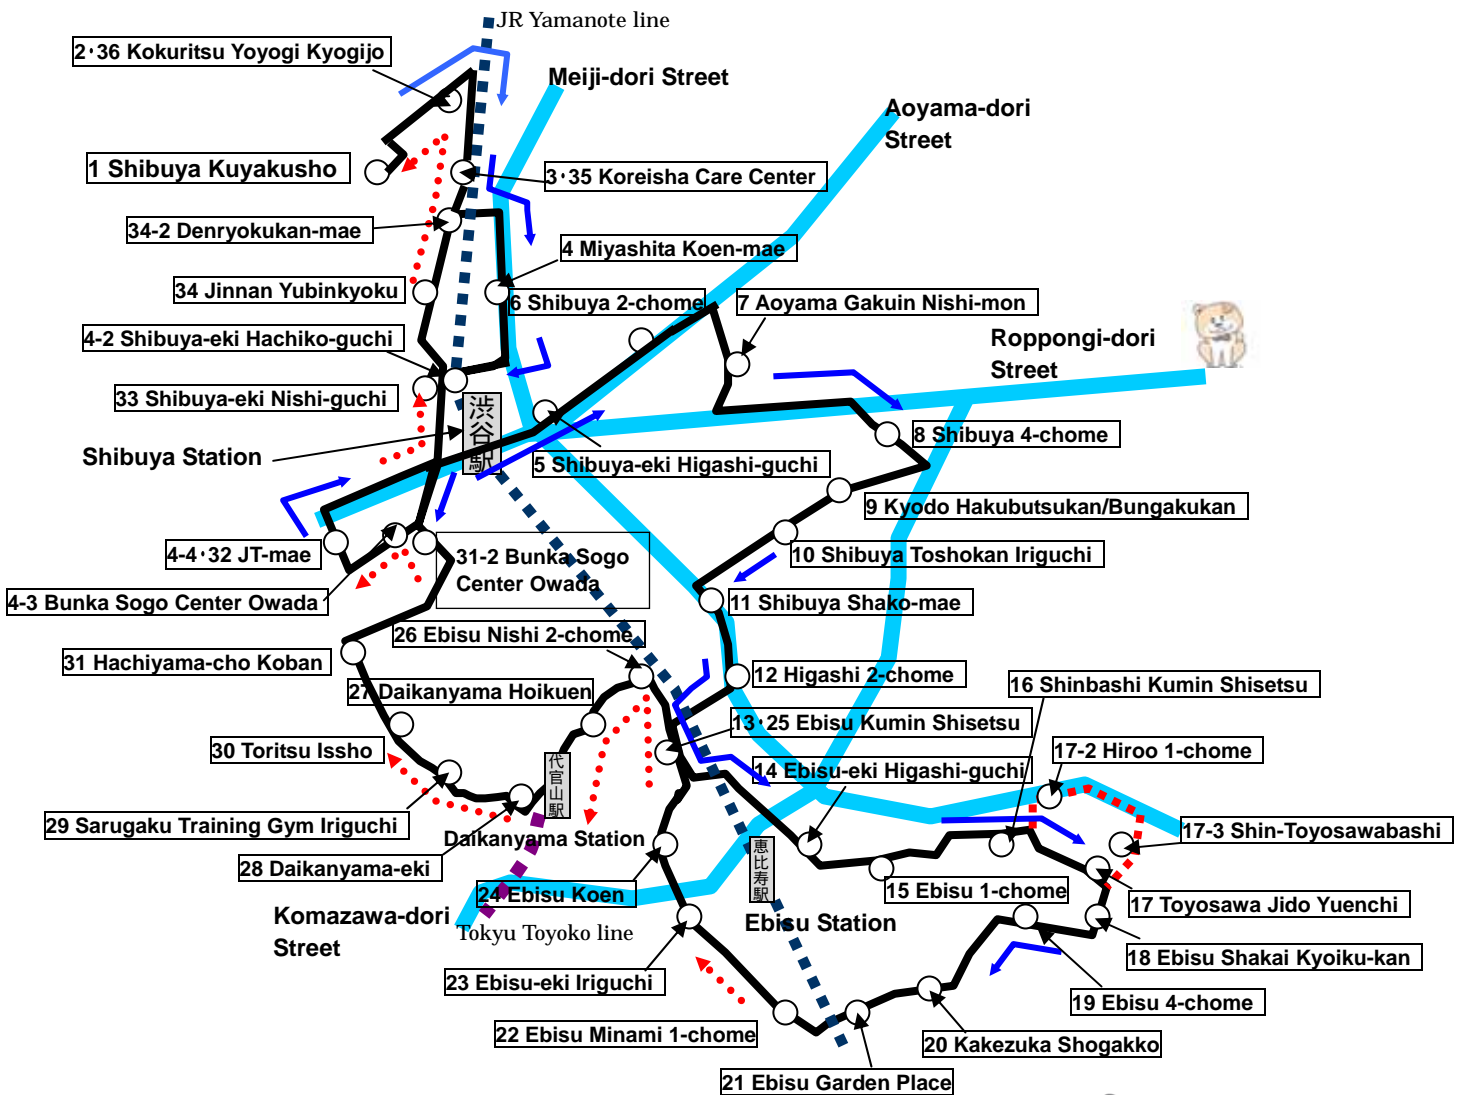 JR Yamanote line
2・36 Kokuritsu Yoyogi Kyogijo
Meiji-dori Street
Aoyama-dori
Street
1 Shibuya Kuyakusho
3・35 Koreisha Care Center
34-2 Denryokukan-mae
4 Miyashita Koen-mae
34 Jinnan Yubinkyoku
6 Shibuya 2-chome
7 Aoyama Gakuin Nishi-mon
4-2 Shibuya-eki Hachiko-guchi
Roppongi-dori
Street
33 Shibuya-eki Nishi-guchi
渋谷駅
8 Shibuya 4-chome
Shibuya Station
5 Shibuya-eki Higashi-guchi
9 Kyodo Hakubutsukan/Bungakukan
4-4・32 JT-mae
31-2 Bunka Sogo
Center Owada
10 Shibuya Toshokan Iriguchi
4-3 Bunka Sogo Center Owada
11 Shibuya Shako-mae
26 Ebisu Nishi 2-chome
31 Hachiyama-cho Koban
12 Higashi 2-chome
16 Shinbashi Kumin Shisetsu
27 Daikanyama Hoikuen
13・25 Ebisu Kumin Shisetsu
30 Toritsu Issho
17-2 Hiroo 1-chome
代官山駅
14 Ebisu-eki Higashi-guchi
29 Sarugaku Training Gym Iriguchi
Daikanyama Station
17-3 Shin-Toyosawabashi
恵比寿駅
28 Daikanyama-eki
24 Ebisu Koen
15 Ebisu 1-chome
17 Toyosawa Jido Yuenchi
Komazawa-dori
Street
Tokyu Toyoko line
Ebisu Station
18 Ebisu Shakai Kyoiku-kan
23 Ebisu-eki Iriguchi
19 Ebisu 4-chome
22 Ebisu Minami 1-chome
20 Kakezuka Shogakko
21 Ebisu Garden Place